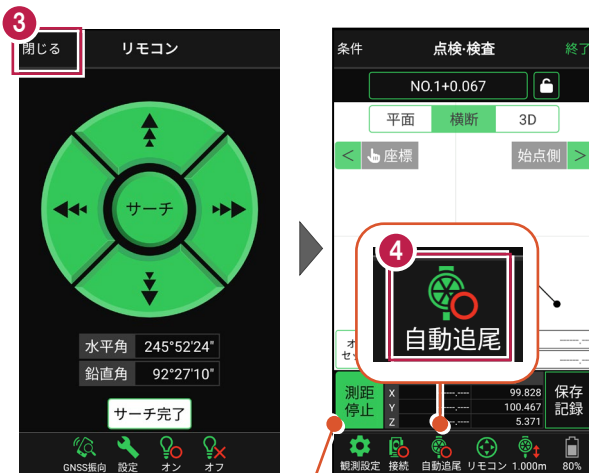 3
閉じる
リモコン
サーチ
水平角 245°52'24"
鉛直角 92°27'10"
サーチ完了
GNSS振向 設定 オン オフ
条件 点検・検査 終了
NO.1+0.067
平面 横断 3D
< 座標 始点側 >
4
自動追尾
測距
停止
X --.--- 99.828
Y --.--- 100.467
Z --.--- 5.371
保存
記録
観測設定 接続 自動追尾 リモコン 1.000m 80%